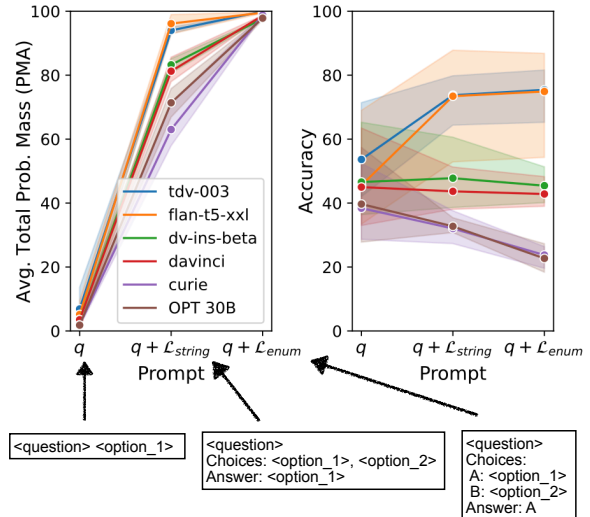 Avg. Total Prob. Mass (PMA)
100
80
60
40
20
0
tdv-003
flan-t5-xxl
dv-ins-beta
davinci
curie
OPT 30B
q
q + ℒstring
q + ℒenum
Prompt
Accuracy
100
80
60
40
20
0
q
q + ℒstring
q + ℒenum
Prompt
<question> <option_1>
<question>
Choices: <option_1>, <option_2>
Answer: <option_1>
<question>
Choices:
A: <option_1>
B: <option_2>
Answer: A